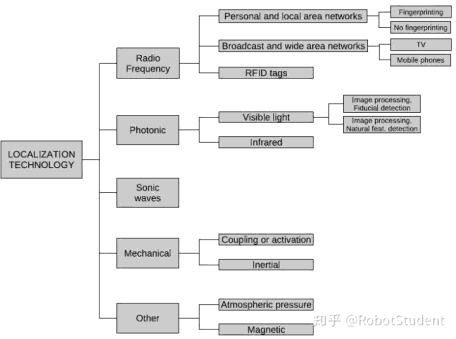 Personal and local area networks
Fingerprinting
No fingerprinting
Radio
Frequency
Broadcast and wide area networks
TV
Mobile phones
RFID tags
LOCALIZATION
TECHNOLOGY
Photonic
Visible light
Image processing,
Fiducial detection
Image processing,
Natural feat. detection
Infrared
Sonic
waves
Mechanical
Coupling or activation
Inertial
Other
Atmospheric pressure
Magnetic
知乎 @RobotStudent